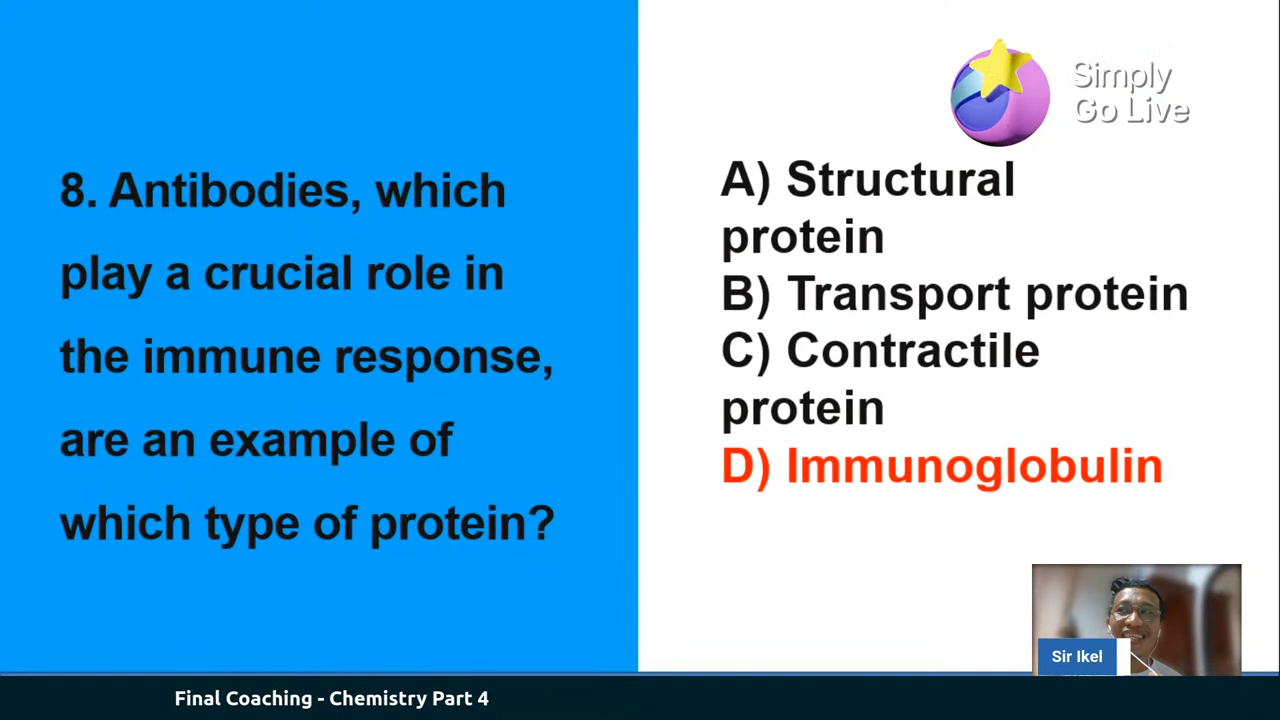 Simply
Go Live
8. Antibodies, which
play a crucial role in
the immune response,
are an example of
which type of protein?
A) Structural
protein
B) Transport protein
C) Contractile
protein
D) Immunoglobulin
Sir Ikel
Final Coaching - Chemistry Part 4